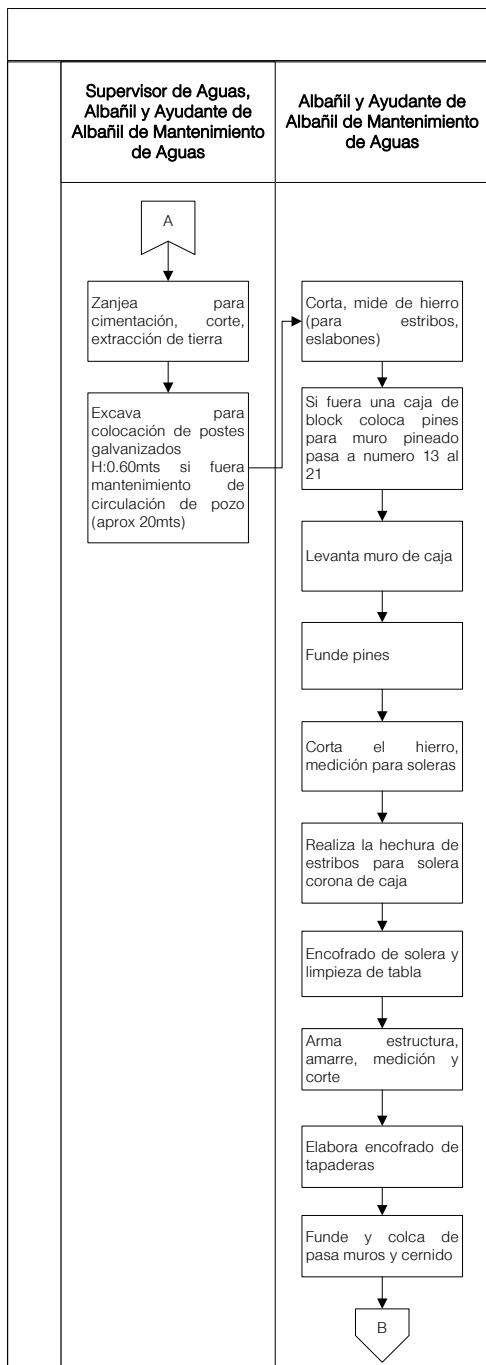 Supervisor de Aguas,
Albañil y Ayudante de
Albañil de Mantenimiento
de Aguas
Albañil y Ayudante de
Albañil de Mantenimiento
de Aguas
A
Zanjea para
cimentación, corte,
extracción de tierra
Excava para
colocación de postes
galvanizados
H:0.60mts si fuera
mantenimiento de
circulación de pozo
(aprox 20mts)
Corta, mide de hierro
(para estribos,
eslabones)
Si fuera una caja de
block coloca pines
para muro pineado
pasa a numero 13 al
21
Levanta muro de caja
Funde pines
Corta el hierro,
medición para soleras
Realiza la hechura de
estribos para solera
corona de caja
Encofrado de solera y
limpieza de tabla
Arma estructura,
amarre, medición y
corte
Elabora encofrado de
tapaderas
Funde y colca de
pasa muros y cernido
B